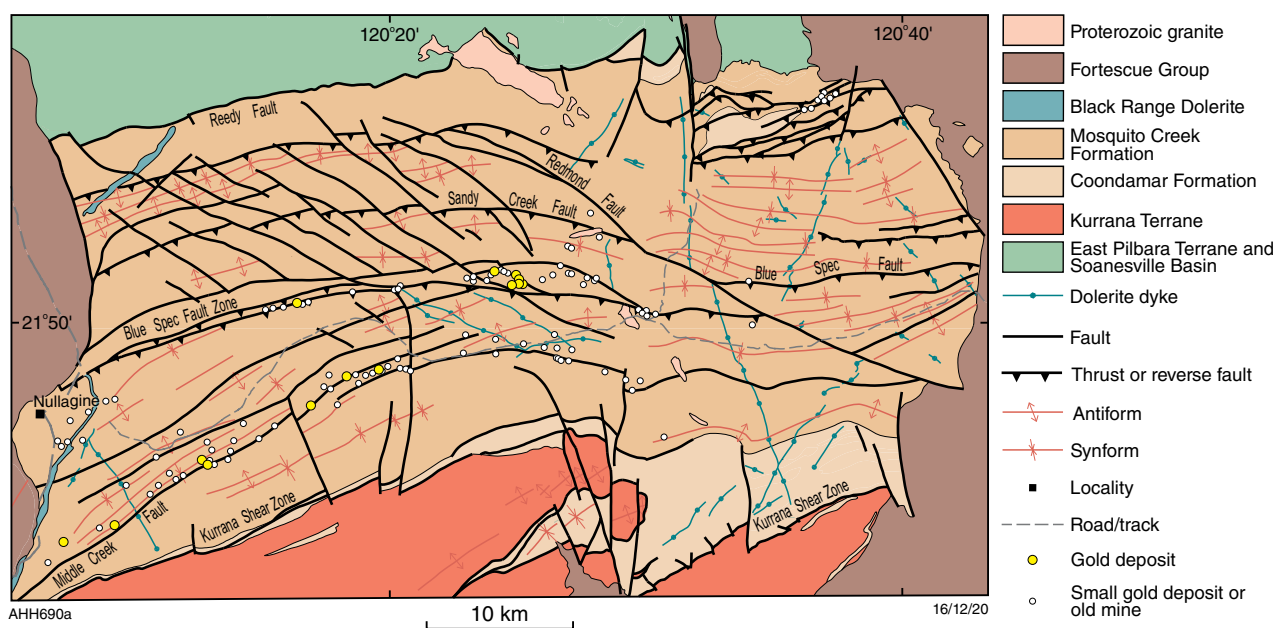 120°20'
120°40'
Reedy Fault
Redmond Fault
Sandy Creek Fault
Blue Spec Fault
Blue Spec Fault Zone
21°50'
Nullagine
Kurrana Shear Zone
Kurrana Shear Zone
Middle Creek Fault
AHH690a
10 km
16/12/20
Proterozoic granite
Fortescue Group
Black Range Dolerite
Mosquito Creek
Formation
Coondamar Formation
Kurrana Terrane
East Pilbara Terrane and
Soanesville Basin
Dolerite dyke
Fault
Thrust or reverse fault
Antiform
Synform
Locality
Road/track
Gold deposit
Small gold deposit or
old mine